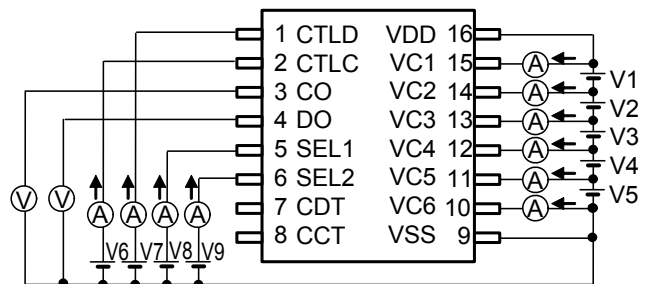 1 CTLD VDD 16
2 CTLC VC1 15 A
V1
3 CO VC2 14 A
V2
4 DO VC3 13 A
V3
5 SEL1 VC4 12 A
V4
6 SEL2 VC5 11 A
V5
V V A A A A
7 CDT VC6 10 A
8 CCT VSS 9
V6 V7 V8 V9